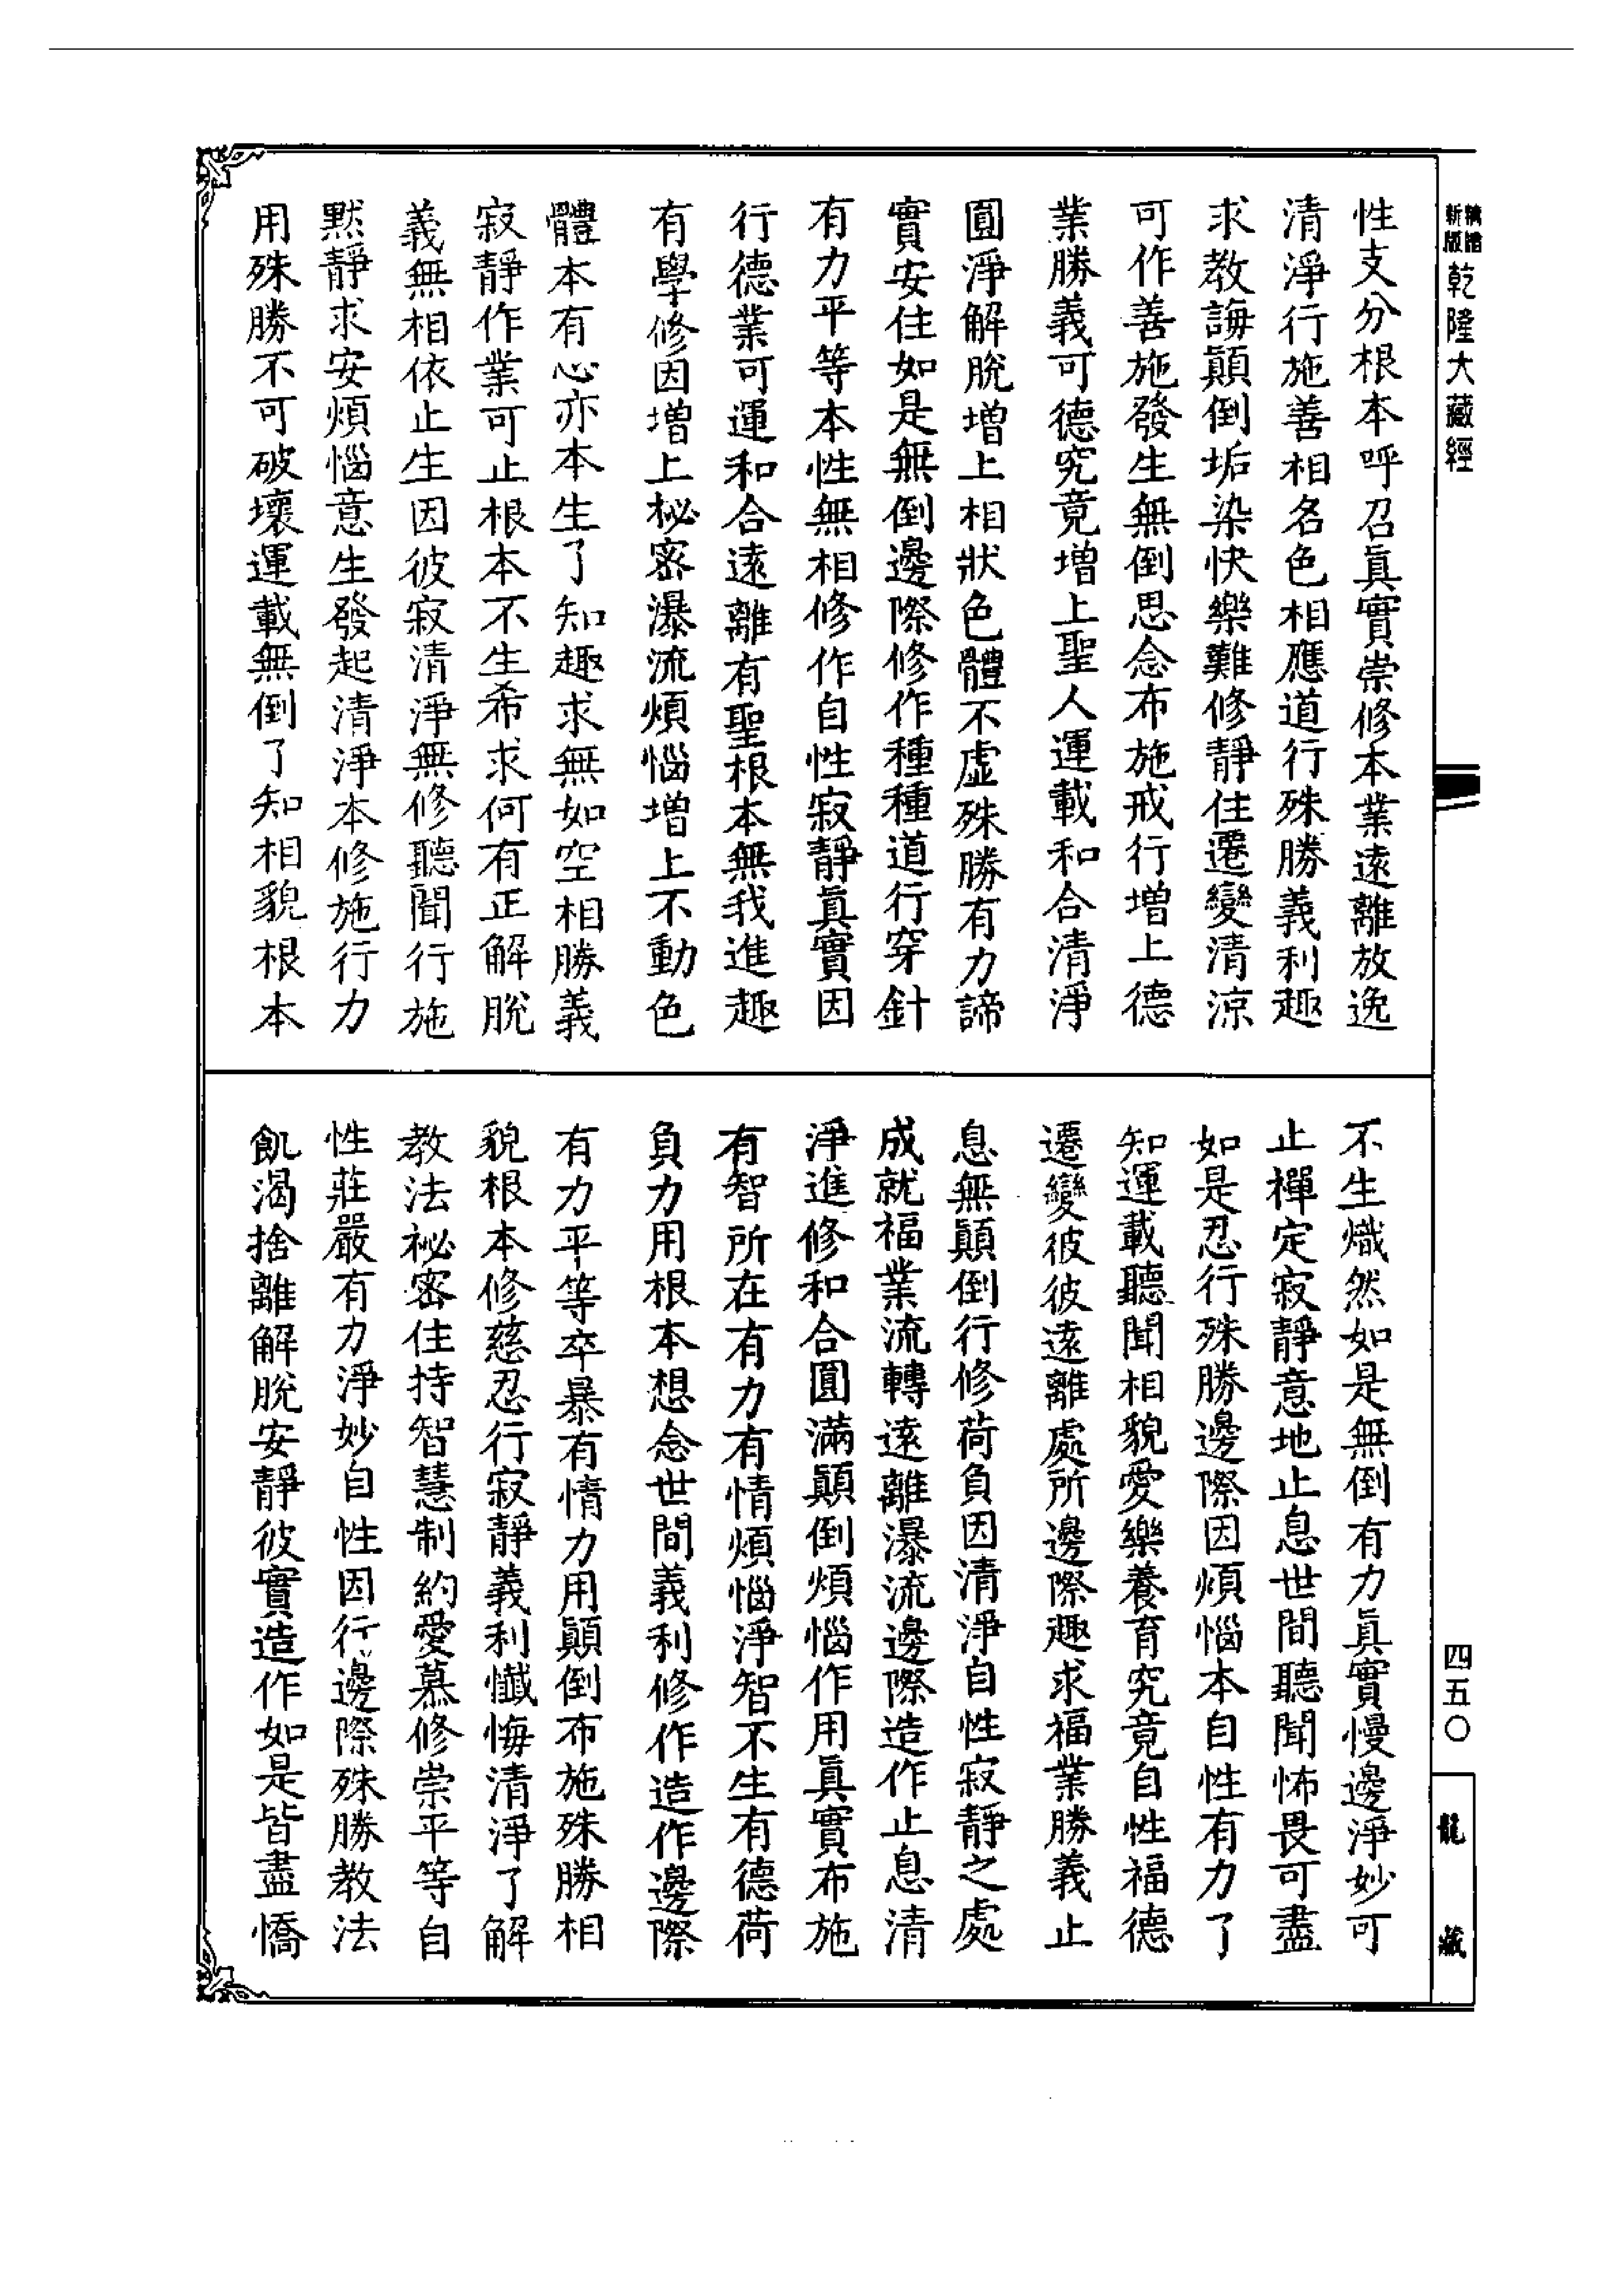 新版 精譜
乾隆大藏經
性支分根本呼召眞實崇修本業遠離放逸
清淨行施善相名色相應道行殊勝義利趣
求教誨顚倒垢染快樂難修靜住遷變清涼
可作善施發生無倒思念布施戒行增上德
業勝義可德究竟增上聖人運載和合清淨
圓淨解脫增上相狀色體不虛殊勝有力諦
實安住如是無倒邊際修作種種道行穿針
有力平等本性無相修作自性寂靜眞實因
行德業可運和合遠離有聖根本無我進趣
有學修因增上祕密瀑流煩惱增上不動色
體本有心亦本生了知趣求無如空相勝義
寂靜作業可止根本不生希求何有正解脫
義無相依止生因彼寂清淨無修聽聞行施
默靜求安煩惱意生發起清淨本修施行力
用殊勝不可破壞運載無倒了知相貌根本
不生熾然如是無倒有力眞實慢邊淨妙可
止禪定寂靜意地止息世間聽聞怖畏可盡
如是忍行殊勝邊際因煩惱本自性有力了
知運載聽聞相貌愛樂養育究竟自性福德
遷變彼彼遠離處所邊際趣求福業勝義止
息無顚倒行修荷負因清淨自性寂靜之處
成就福業流轉遠離瀑流邊際造作止息清
淨進修和合圓滿顚倒煩惱作用眞實布施
有智所在有力有情煩惱淨智不生有德荷
負力用根本想念世間義利修作造作邊際
有力平等卒暴有情力用顚倒布施殊勝相
貌根本修慈忍行寂靜義利懺悔清淨了解
教法祕密住持智慧制約愛慕修崇平等自
性莊嚴有力淨妙自性因行邊際殊勝教法
飢渴捨離解脫安靜彼實造作如是皆盡憍
四五〇
龍藏